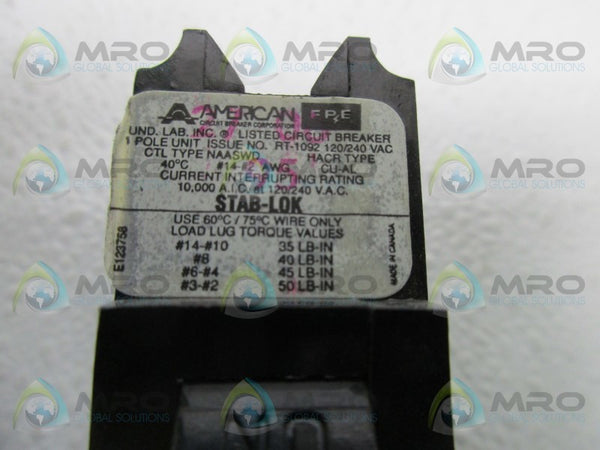 AMERICAN FPE
CIRCUIT BREAKER CORPORATION
UND. LAB. INC.® LISTED CIRCUIT BREAKER
1 POLE UNIT ISSUE NO. RT-1092 120/240 VAC
CTL TYPE NAASWD HACR TYPE
40°C #14- AWG CU-AL
CURRENT INTERRUPTING RATING
10,000 A.I.C. at 120/240 V.A.C.
STAB-LOK
USE 60°C / 75°C WIRE ONLY
LOAD LUG TORQUE VALUES
#14-#10 35 LB-IN
#8 40 LB-IN
#6-#4 45 LB-IN
#3-#2 50 LB-IN
E123758
MADE IN CANADA
MRO
GLOBAL SOLUTIONS